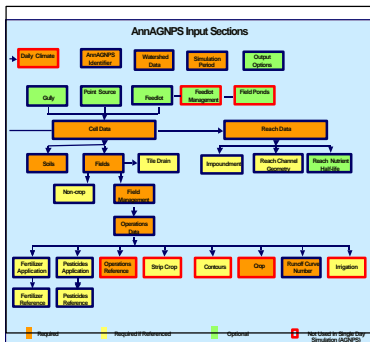 AnnAGNPS Input Sections
Daily Climate
AnnAGNPS
Identifier
Watershed
Data
Simulation
Period
Output
Options
Gully
Point Source
Feedlot
Feedlot
Management
Field Ponds
Cell Data
Reach Data
Soils
Fields
Tile Drain
Impoundment
Reach Channel
Geometry
Reach Nutrient
Half-life
Non-crop
Field
Management
Operations
Data
Fertilizer
Application
Pesticides
Application
Operations
Reference
Strip Crop
Contours
Crop
Runoff Curve
Number
Irrigation
Fertilizer
Reference
Pesticides
Reference
Required
Required if Referenced
Optional
Not Used in Single Day
Simulation (AGNPS)